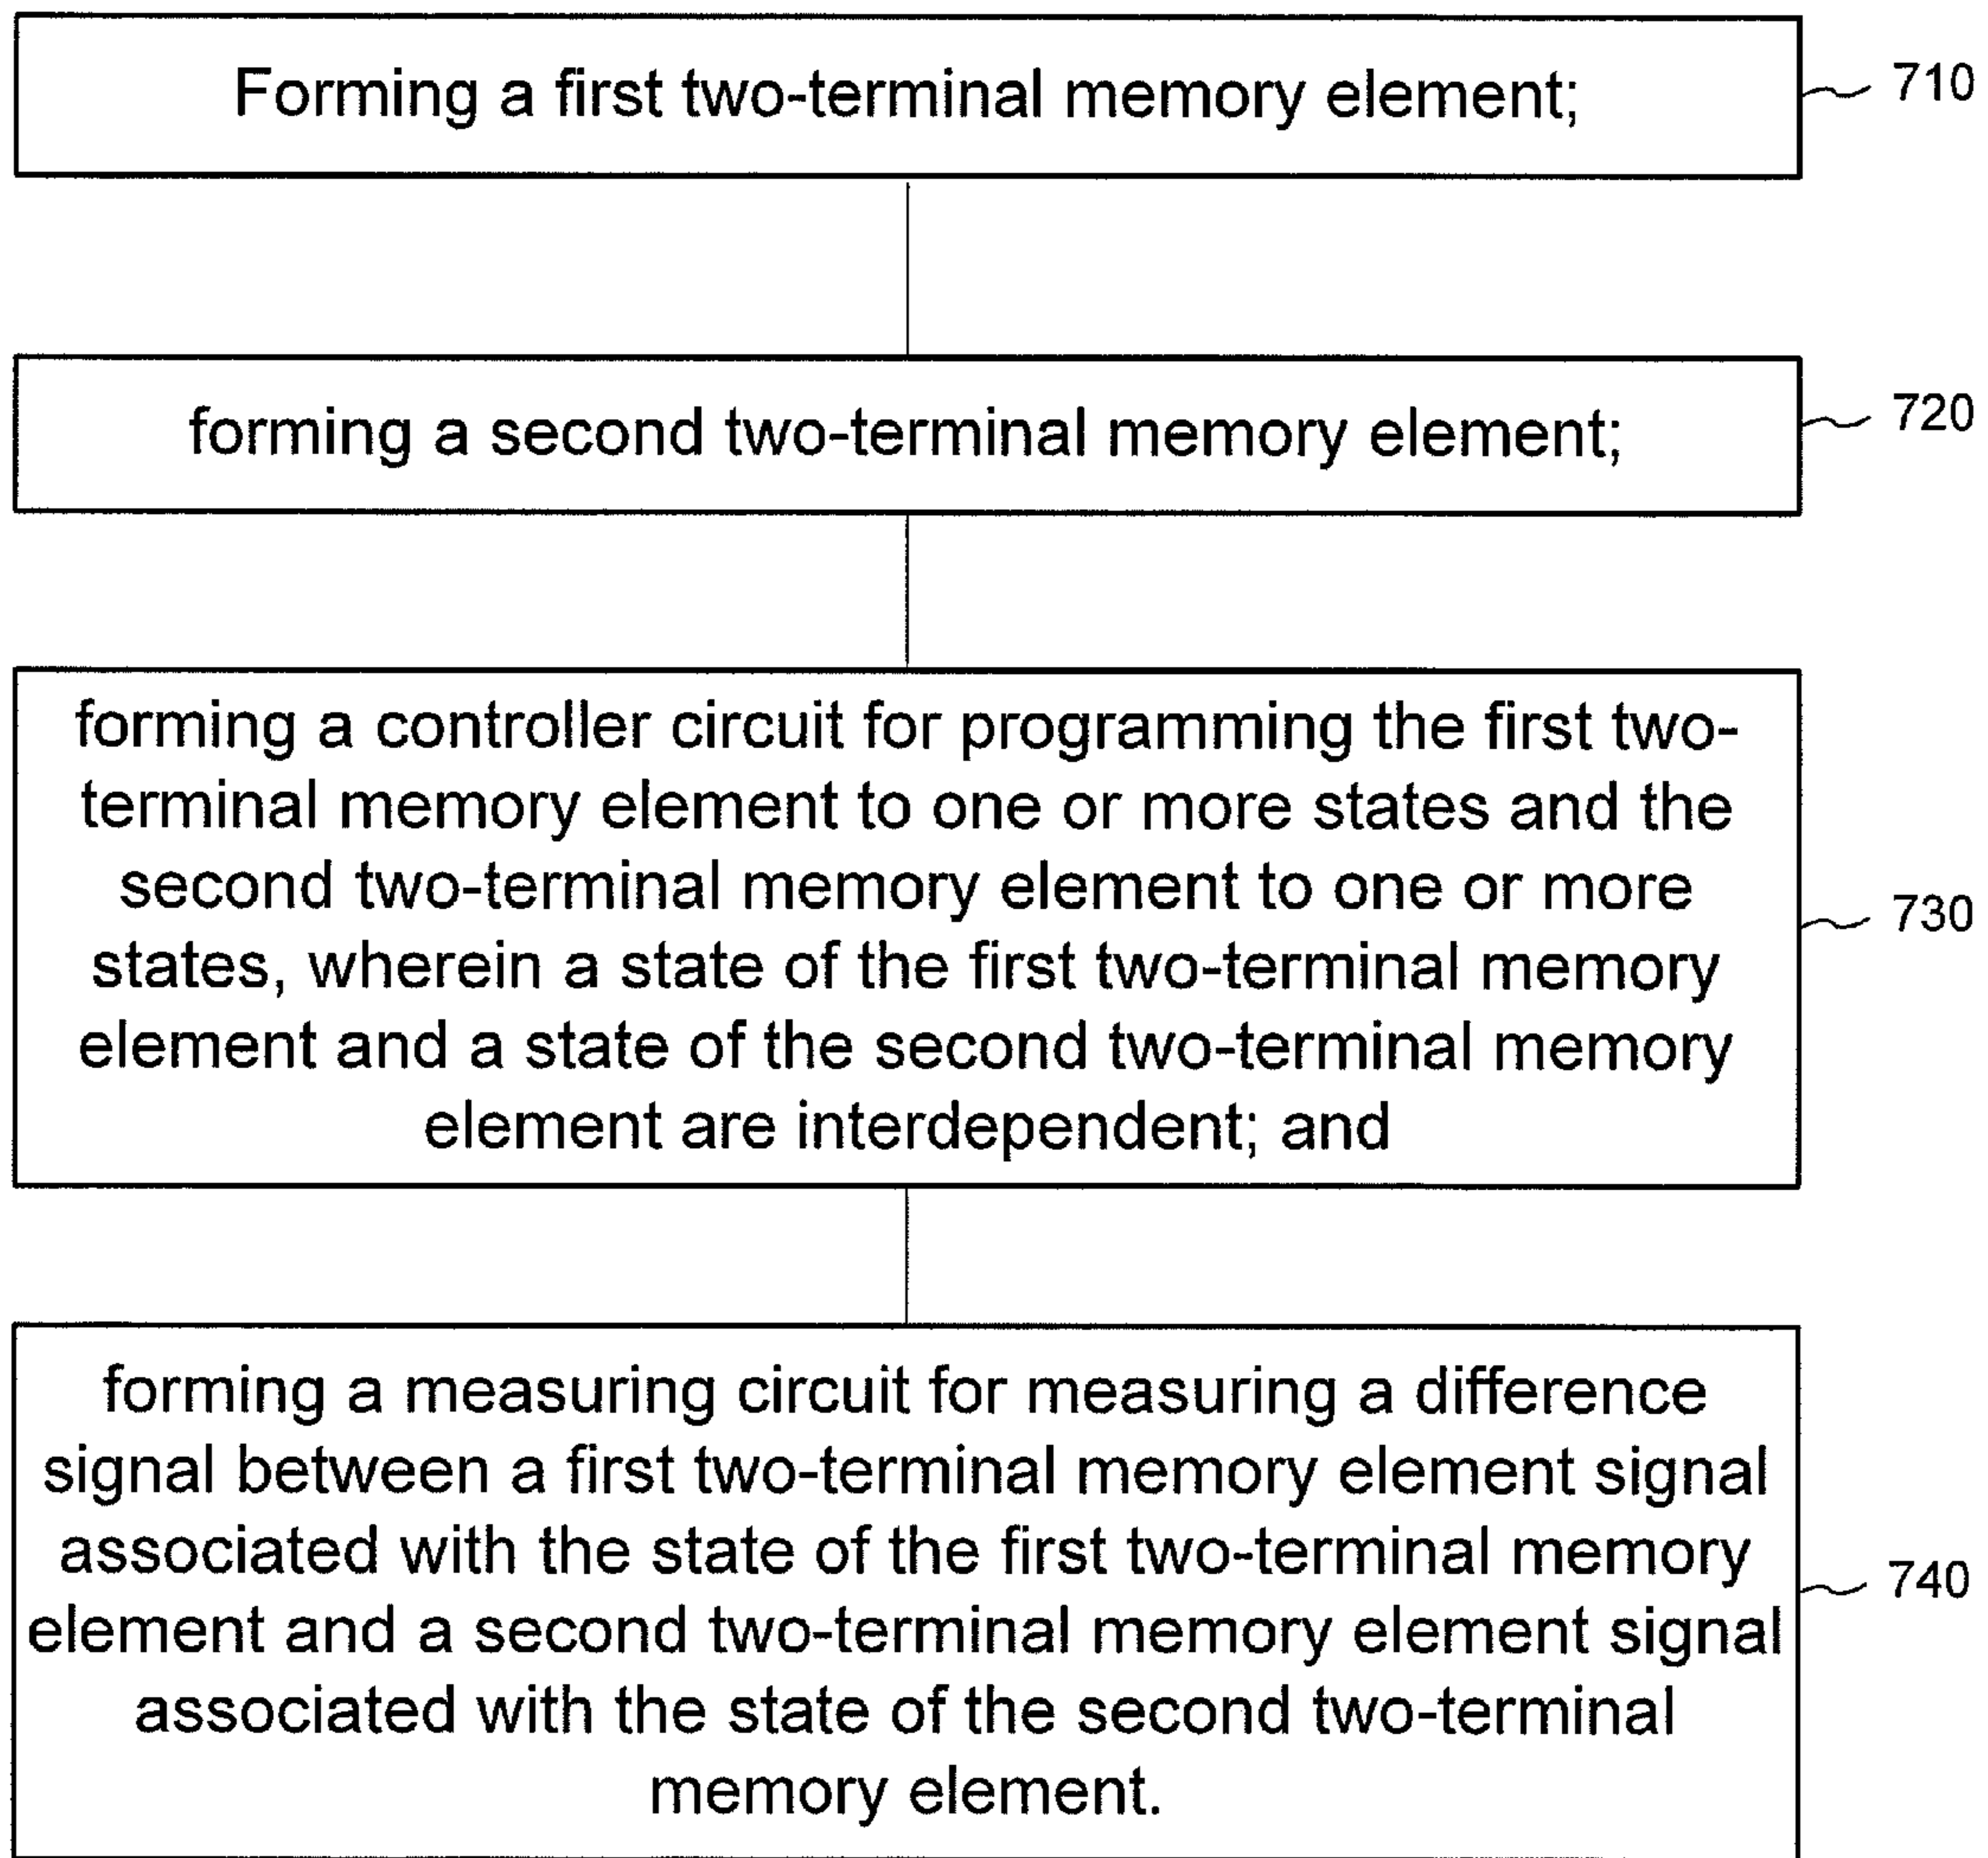 Forming a first two-terminal memory element;
710
forming a second two-terminal memory element;
720
forming a controller circuit for programming the first two-
terminal memory element to one or more states and the
second two-terminal memory element to one or more
states, wherein a state of the first two-terminal memory
element and a state of the second two-terminal memory
element are interdependent; and
730
forming a measuring circuit for measuring a difference
signal between a first two-terminal memory element signal
associated with the state of the first two-terminal memory
element and a second two-terminal memory element signal
associated with the state of the second two-terminal
memory element.
740